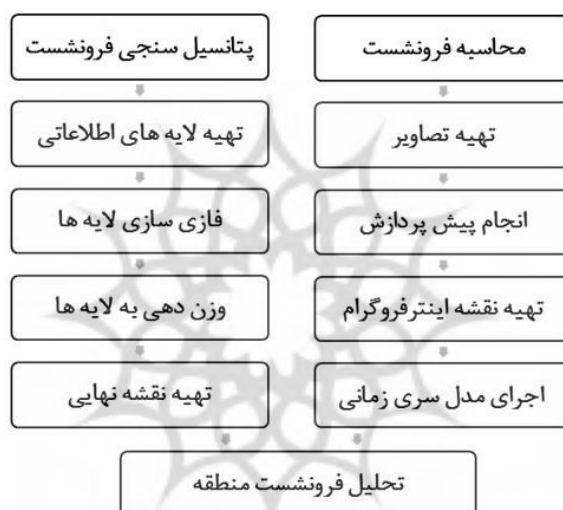 محاسبه فرونشست
تهیه تصاویر
انجام پیش پردازش
تهیه نقشه اینترفروگرام
اجرای مدل سری زمانی
پتانسیل سنجی فرونشست
تهیه لایه های اطلاعاتی
فازی سازی لایه ها
وزن دهی به لایه ها
تهیه نقشه نهایی
تحلیل فرونشست منطقه